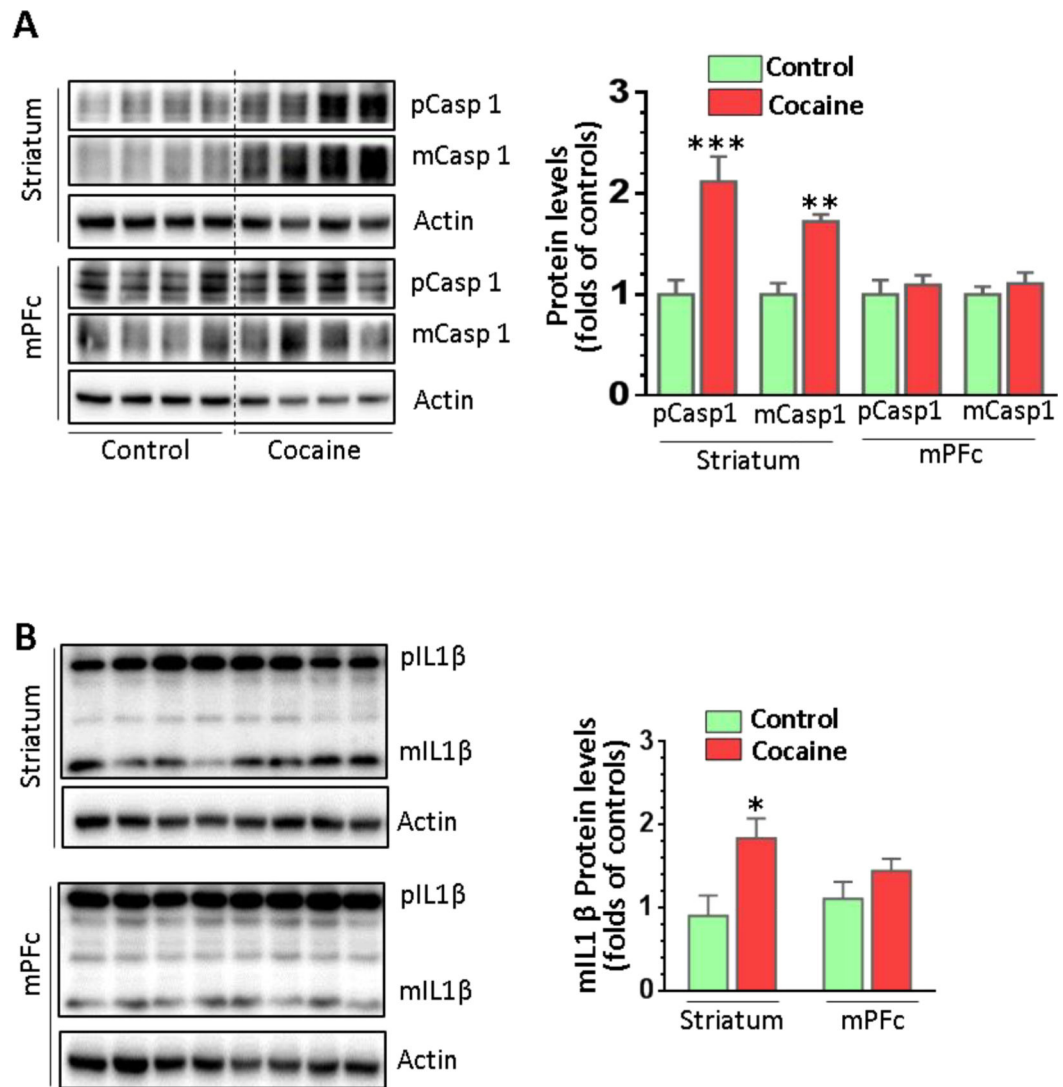 A
Striatum
pCasp 1
mCasp 1
Actin
mPFc
pCasp 1
mCasp 1
Actin
Control
Cocaine
Control
Cocaine
Protein levels
(folds of controls)
3
2
1
0
***
**
pCasp1
mCasp1
pCasp1
mCasp1
Striatum
mPFc
B
Striatum
pIL1β
mIL1β
Actin
mPFc
pIL1β
mIL1β
Actin
Control
Cocaine
mIL1 β Protein levels
(folds of controls)
3
2
1
0
*
Striatum
mPFc